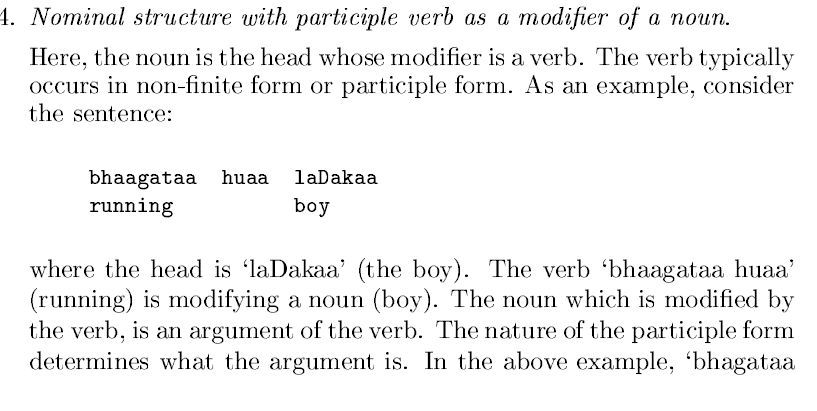 4. Nominal structure with participle verb as a modifier of a noun.
Here, the noun is the head whose modifier is a verb. The verb typically
occurs in non-finite form or participle form. As an example, consider
the sentence:
bhaagataa huaa laDakaa
running boy
where the head is ‘laDakaa’ (the boy). The verb ‘bhaagataa huaa’
(running) is modifying a noun (boy). The noun which is modified by
the verb, is an argument of the verb. The nature of the participle form
determines what the argument is. In the above example, ‘bhagataa